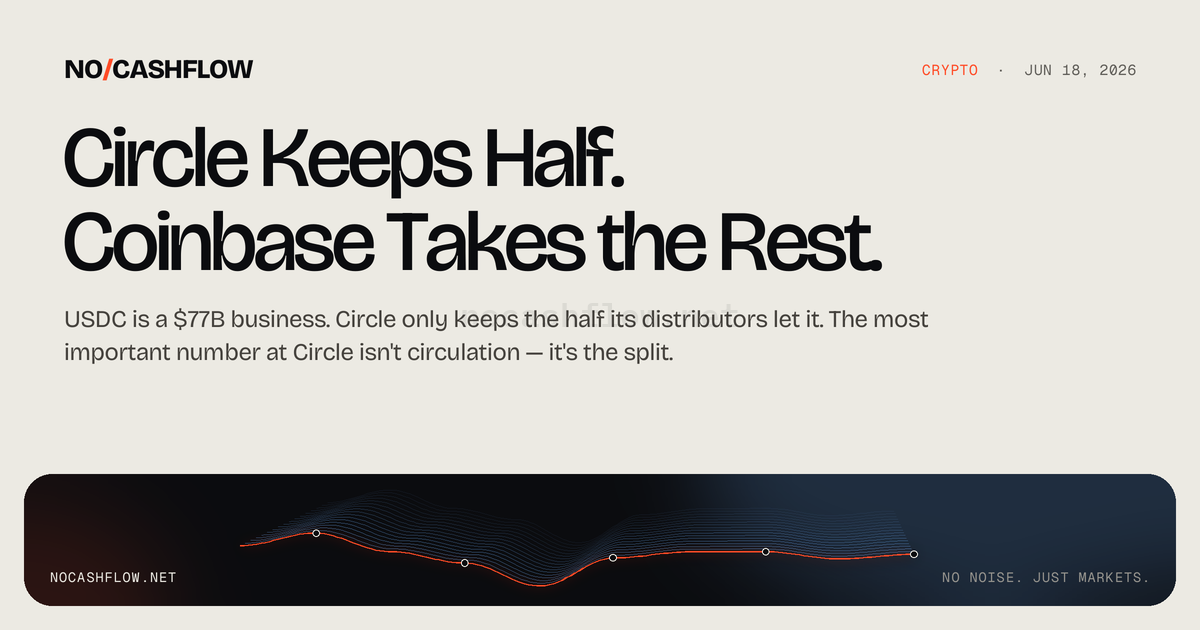 NO/CASHFLOW
CRYPTO · JUN 18, 2026
Circle Keeps Half.
Coinbase Takes the Rest.
nocashflow.net
USDC is a $77B business. Circle only keeps the half its distributors let it. The most
important number at Circle isn't circulation — it's the split.
NOCASHFLOW.NET
NO NOISE. JUST MARKETS.